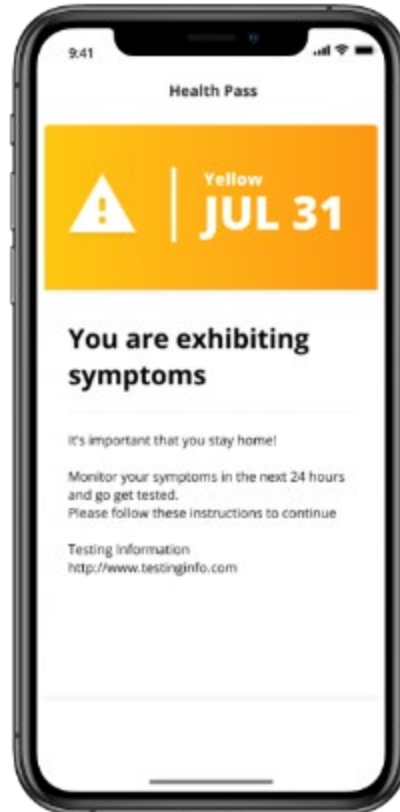 9:41
Health Pass
Yellow
JUL 31
You are exhibiting
symptoms
It's important that you stay home!
Monitor your symptoms in the next 24 hours
and go get tested.
Please follow these instructions to continue
Testing Information
http://www.testinginfo.com